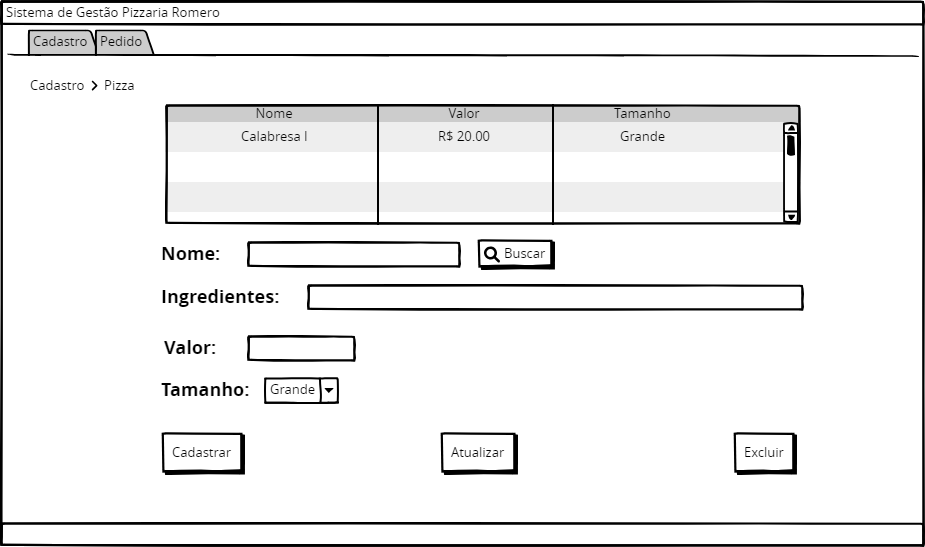 Sistema de Gestão Pizzaria Romero
Cadastro Pedido
Cadastro > Pizza
Nome Valor Tamanho
Calabresa I R$ 20.00 Grande
Nome: Buscar
Ingredientes:
Valor:
Tamanho: Grande
Cadastrar Atualizar Excluir